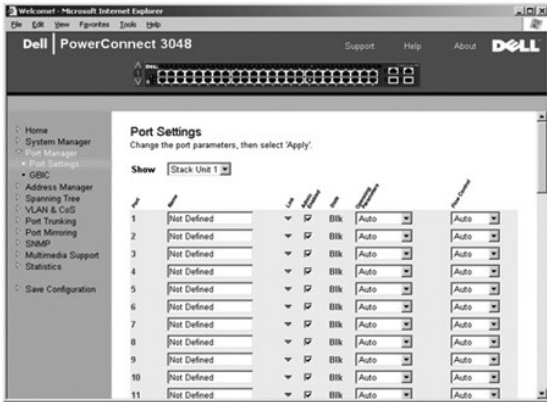 Welcome! - Microsoft Internet Explorer
File Edit View Favorites Tools Help
Dell PowerConnect 3048
Support Help About DELL
Home
System Manager
Port Manager
Port Settings
GBIC
Address Manager
Spanning Tree
VLAN & CoS
Port Trunking
Port Mirroring
SNMP
Multimedia Support
Statistics
Save Configuration
Port Settings
Change the port parameters, then select 'Apply'.
Show Stack Unit 1
Port Name Link Admin Enabled State Operating Parameters Flow Control
1 Not Defined Blk Auto Auto
2 Not Defined Blk Auto Auto
3 Not Defined Blk Auto Auto
4 Not Defined Blk Auto Auto
5 Not Defined Blk Auto Auto
6 Not Defined Blk Auto Auto
7 Not Defined Blk Auto Auto
8 Not Defined Blk Auto Auto
9 Not Defined Blk Auto Auto
10 Not Defined Blk Auto Auto
11 Not Defined Blk Auto Auto